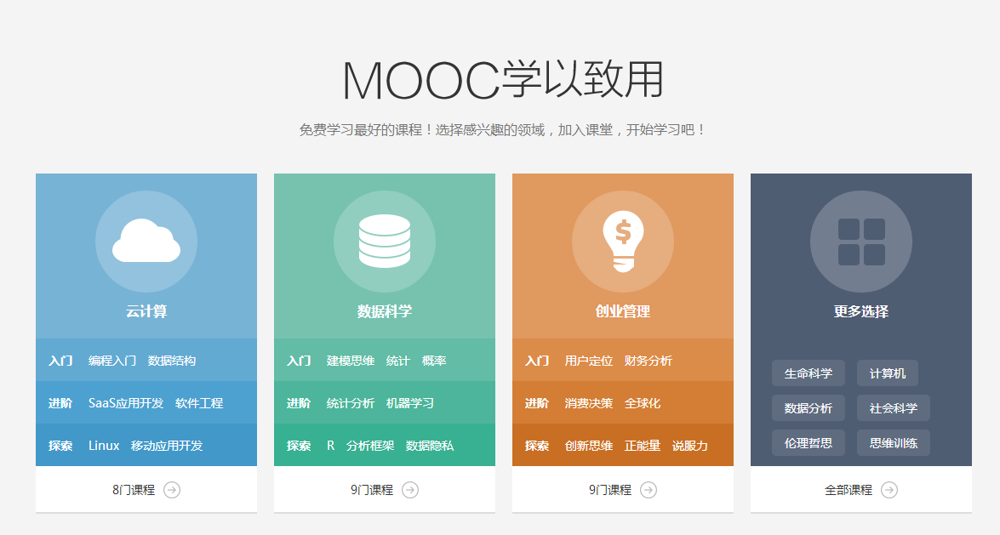 MOOC学以致用
免费学习最好的课程！选择感兴趣的领域，加入课堂，开始学习吧！
云计算
入门 编程入门 数据结构
进阶 SaaS应用开发 软件工程
探索 Linux 移动应用开发
8门课程
数据科学
入门 建模思维 统计 概率
进阶 统计分析 机器学习
探索 R 分析框架 数据隐私
9门课程
$
创业管理
入门 用户定位 财务分析
进阶 消费决策 全球化
探索 创新思维 正能量 说服力
9门课程
更多选择
生命科学 计算机
数据分析 社会科学
伦理哲思 思维训练
全部课程